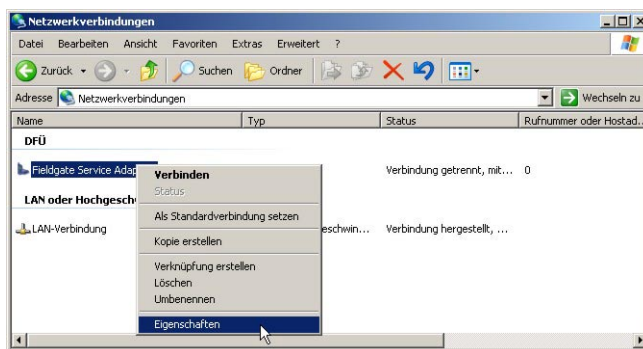 Netzwerkverbindungen
Datei Bearbeiten Ansicht Favoriten Extras Erweitert ?
Zurück Suchen Ordner
Adresse Netzwerkverbindungen Wechseln zu
Name Typ Status Rufnummer oder Hostad...
DFÜ
Fieldgate Service Adap Verbindung getrennt, mit... 0
Verbinden
Status
LAN oder Hochgesch
Als Standardverbindung setzen
LAN-Verbindung eschwin... Verbindung hergestellt, ...
Kopie erstellen
Verknüpfung erstellen
Löschen
Umbenennen
Eigenschaften